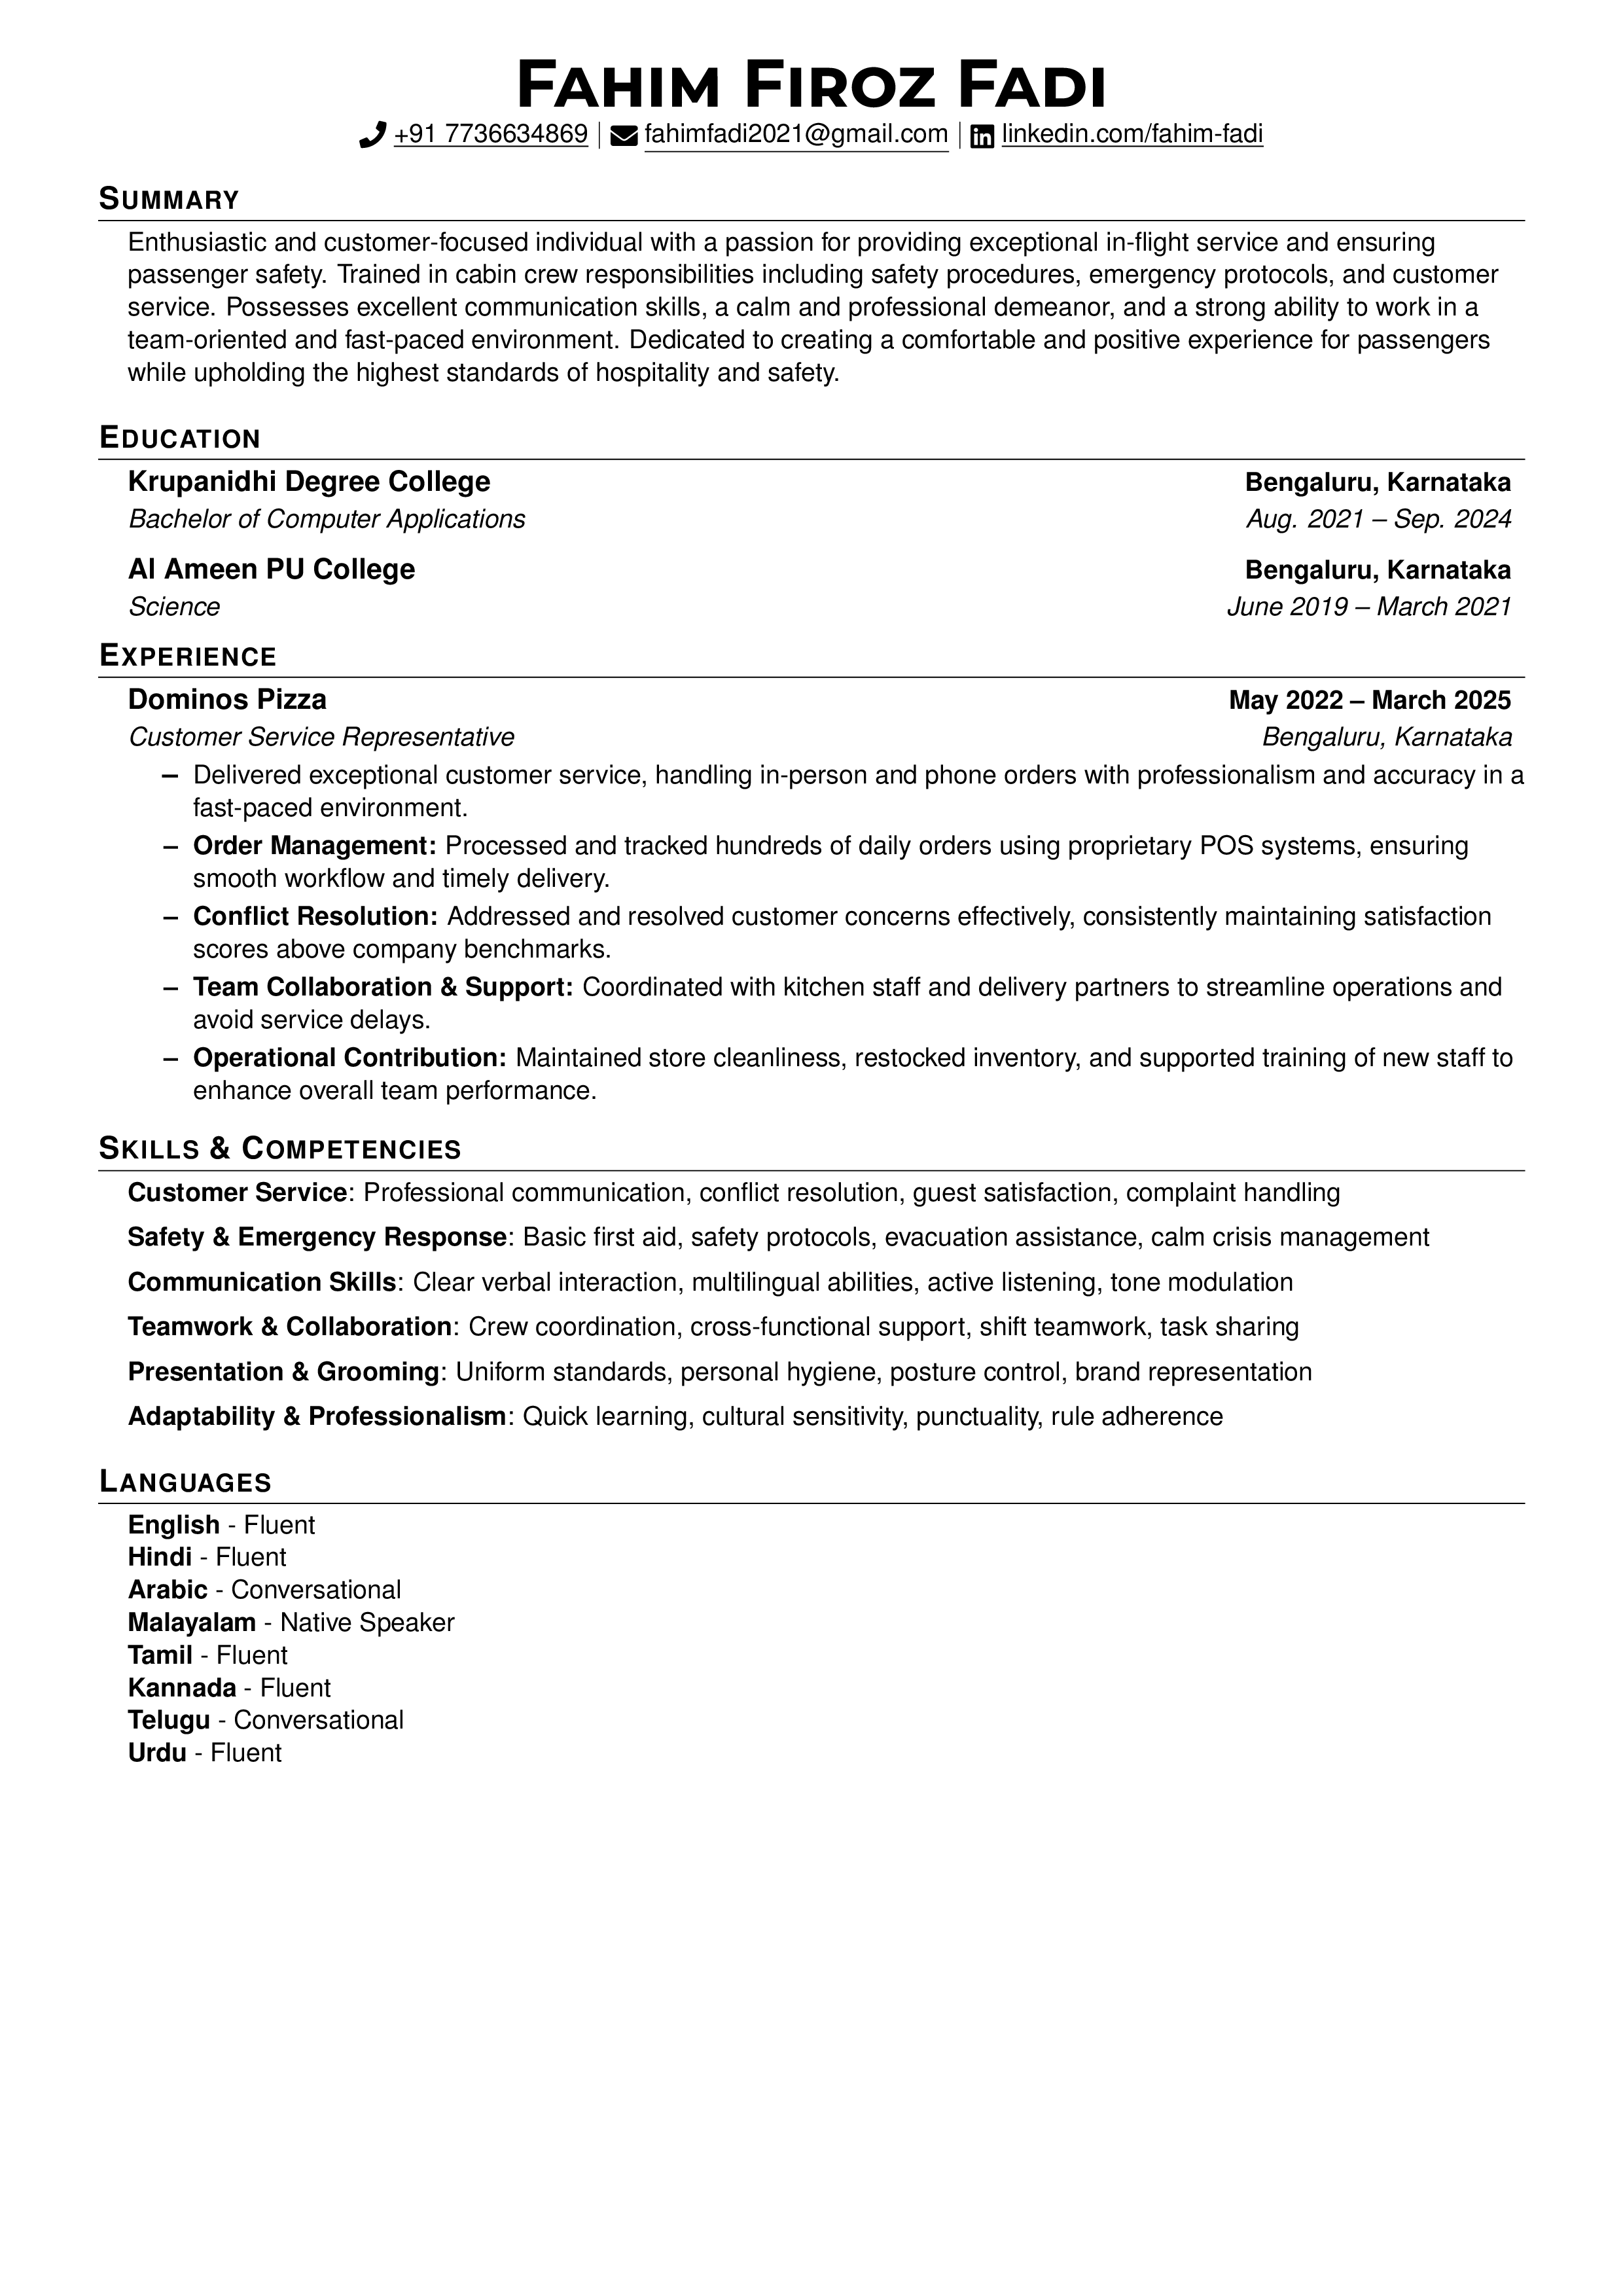 FAHIM FIROZ FADI
+91 7736634869 | fahimfadi2021@gmail.com | linkedin.com/fahim-fadi
SUMMARY
Enthusiastic and customer-focused individual with a passion for providing exceptional in-flight service and ensuring
passenger safety. Trained in cabin crew responsibilities including safety procedures, emergency protocols, and customer
service. Possesses excellent communication skills, a calm and professional demeanor, and a strong ability to work in a
team-oriented and fast-paced environment. Dedicated to creating a comfortable and positive experience for passengers
while upholding the highest standards of hospitality and safety.
EDUCATION
Krupanidhi Degree College Bengaluru, Karnataka
Bachelor of Computer Applications Aug. 2021 – Sep. 2024
Al Ameen PU College Bengaluru, Karnataka
Science June 2019 – March 2021
EXPERIENCE
Dominos Pizza May 2022 – March 2025
Customer Service Representative Bengaluru, Karnataka
– Delivered exceptional customer service, handling in-person and phone orders with professionalism and accuracy in a
fast-paced environment.
– Order Management: Processed and tracked hundreds of daily orders using proprietary POS systems, ensuring
smooth workflow and timely delivery.
– Conflict Resolution: Addressed and resolved customer concerns effectively, consistently maintaining satisfaction
scores above company benchmarks.
– Team Collaboration & Support: Coordinated with kitchen staff and delivery partners to streamline operations and
avoid service delays.
– Operational Contribution: Maintained store cleanliness, restocked inventory, and supported training of new staff to
enhance overall team performance.
SKILLS & COMPETENCIES
Customer Service: Professional communication, conflict resolution, guest satisfaction, complaint handling
Safety & Emergency Response: Basic first aid, safety protocols, evacuation assistance, calm crisis management
Communication Skills: Clear verbal interaction, multilingual abilities, active listening, tone modulation
Teamwork & Collaboration: Crew coordination, cross-functional support, shift teamwork, task sharing
Presentation & Grooming: Uniform standards, personal hygiene, posture control, brand representation
Adaptability & Professionalism: Quick learning, cultural sensitivity, punctuality, rule adherence
LANGUAGES
English - Fluent
Hindi - Fluent
Arabic - Conversational
Malayalam - Native Speaker
Tamil - Fluent
Kannada - Fluent
Telugu - Conversational
Urdu - Fluent